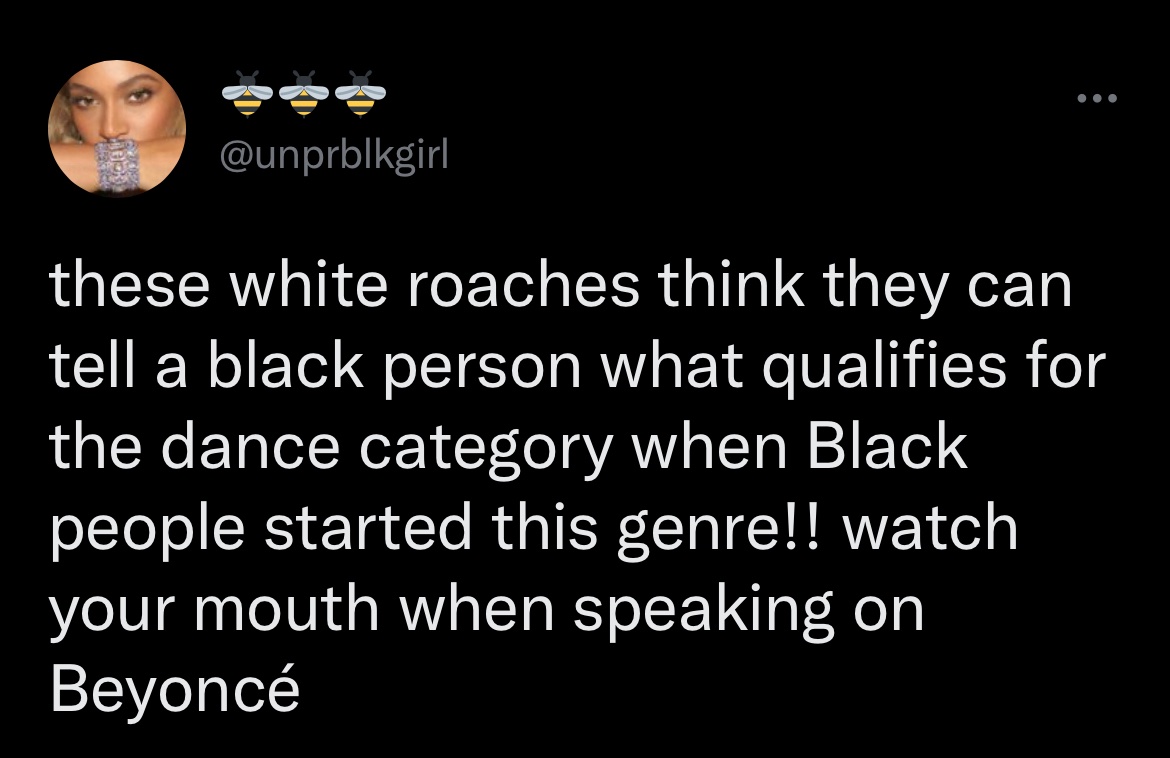 🐝🐝🐝
@unprblkgirl
these white roaches think they can
tell a black person what qualifies for
the dance category when Black
people started this genre!! watch
your mouth when speaking on
Beyoncé